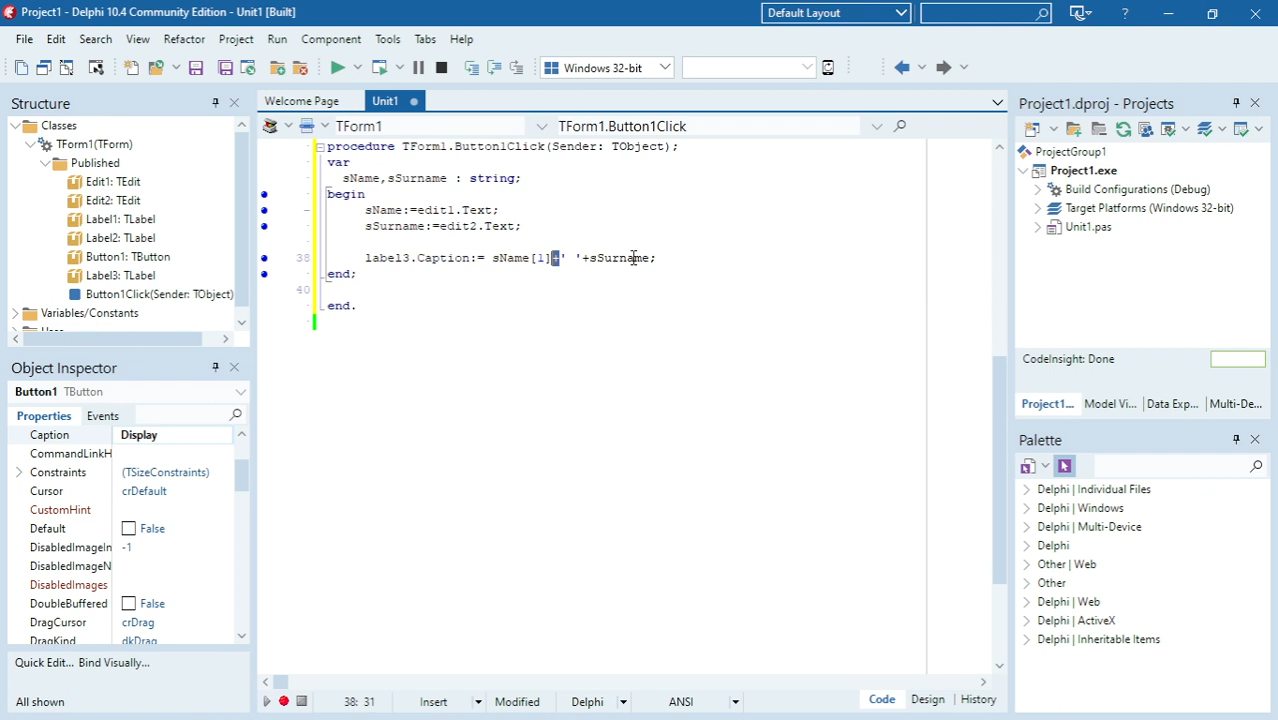 Project1 - Delphi 10.4 Community Edition - Unit1 [Built]
Default Layout
?
File Edit Search View Refactor Project Run Component Tools Tabs Help
Windows 32-bit
Structure
Classes
TForm1(TForm)
Published
Edit1: TEdit
Edit2: TEdit
Label1: TLabel
Label2: TLabel
Button1: TButton
Label3: TLabel
Button1Click(Sender: TObject)
Variables/Constants
Object Inspector
Button1 TButton
Properties Events
Caption Display
CommandLinkH
Constraints (TSizeConstraints)
Cursor crDefault
CustomHint
Default False
DisabledImageIn -1
DisabledImageN
DisabledImages
DoubleBuffered False
DragCursor crDrag
DragKind dkDrag
Quick Edit... Bind Visually...
All shown
Welcome Page Unit1
TForm1 TForm1.Button1Click
procedure TForm1.Button1Click(Sender: TObject);
var
sName,sSurname : string;
begin
sName:=edit1.Text;
sSurname:=edit2.Text;
38 label3.Caption:= sName[1]+' '+sSurname;
end;
40
end.
38: 31 Insert Modified Delphi ANSI Code Design History
Project1.dproj - Projects
ProjectGroup1
Project1.exe
Build Configurations (Debug)
Target Platforms (Windows 32-bit)
Unit1.pas
CodeInsight: Done
Project1... Model Vi... Data Exp... Multi-De...
Palette
Delphi | Individual Files
Delphi | Windows
Delphi | Multi-Device
Delphi
Other | Web
Other
Delphi | Web
Delphi | ActiveX
Delphi | Inheritable Items